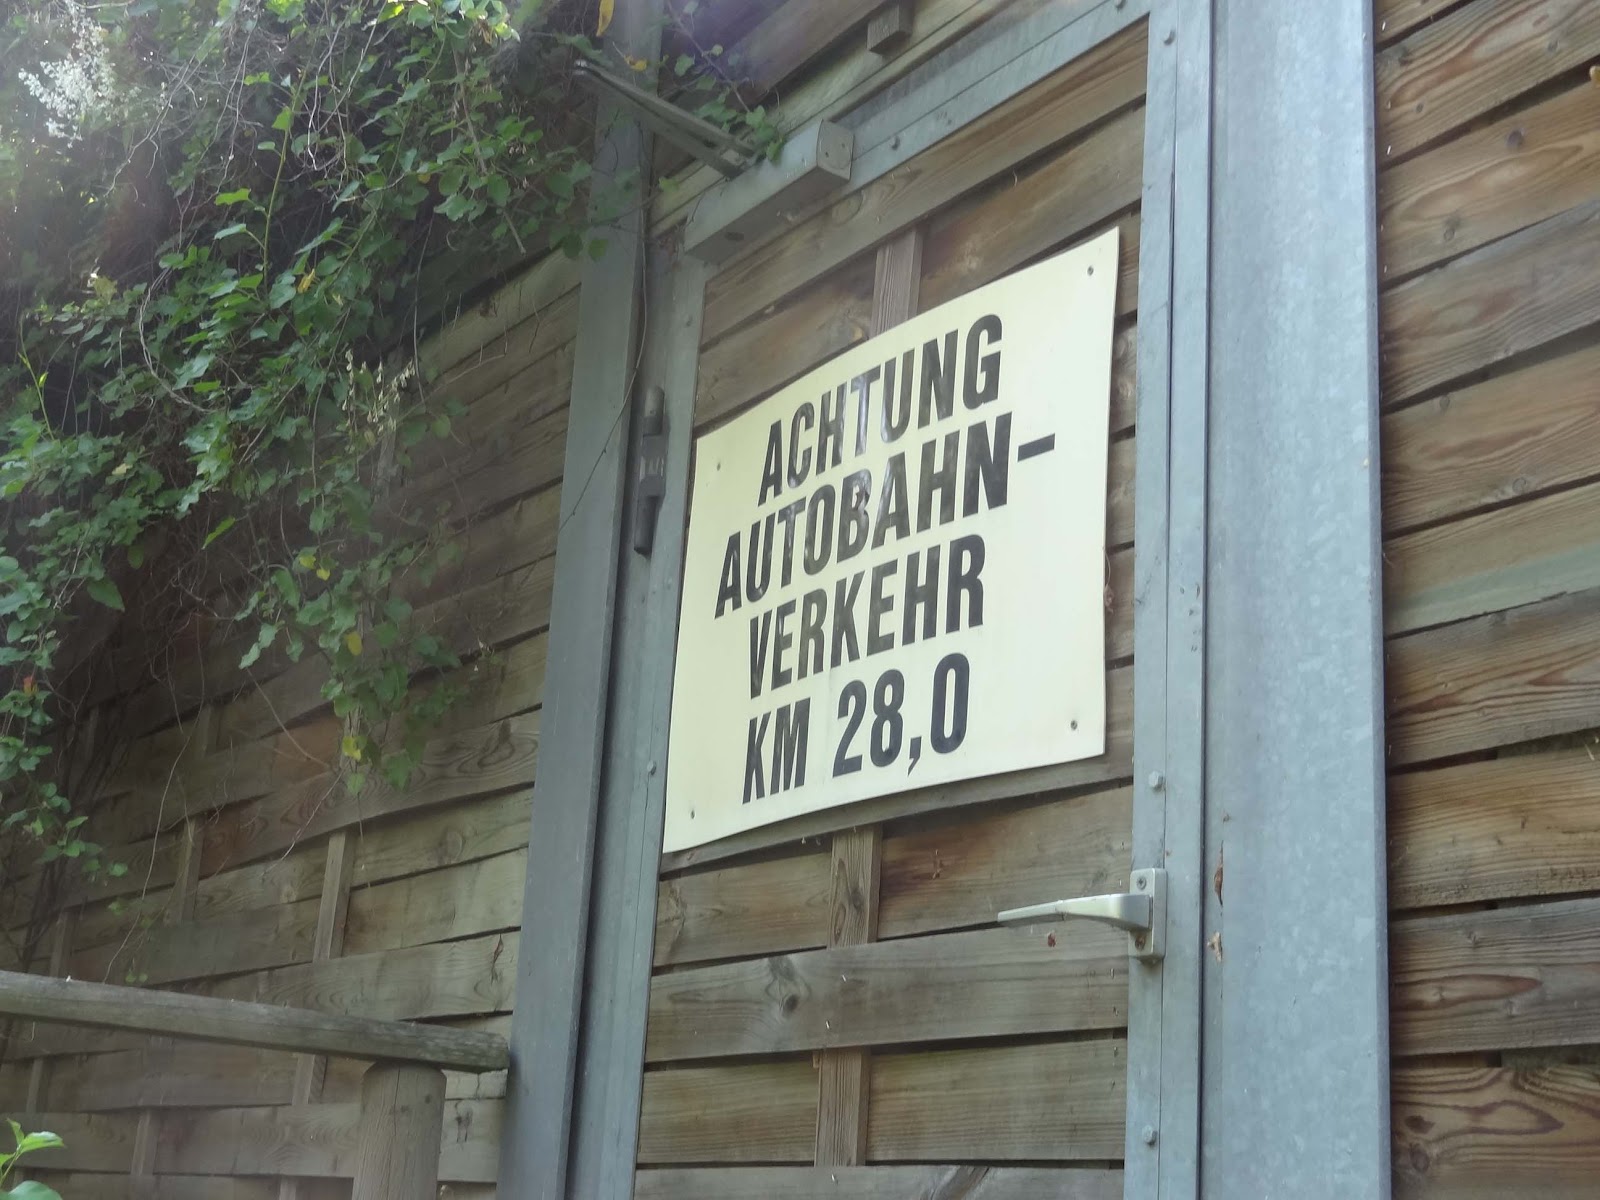 ACHTUNG
AUTOBAHN-
VERKEHR
KM 28,0